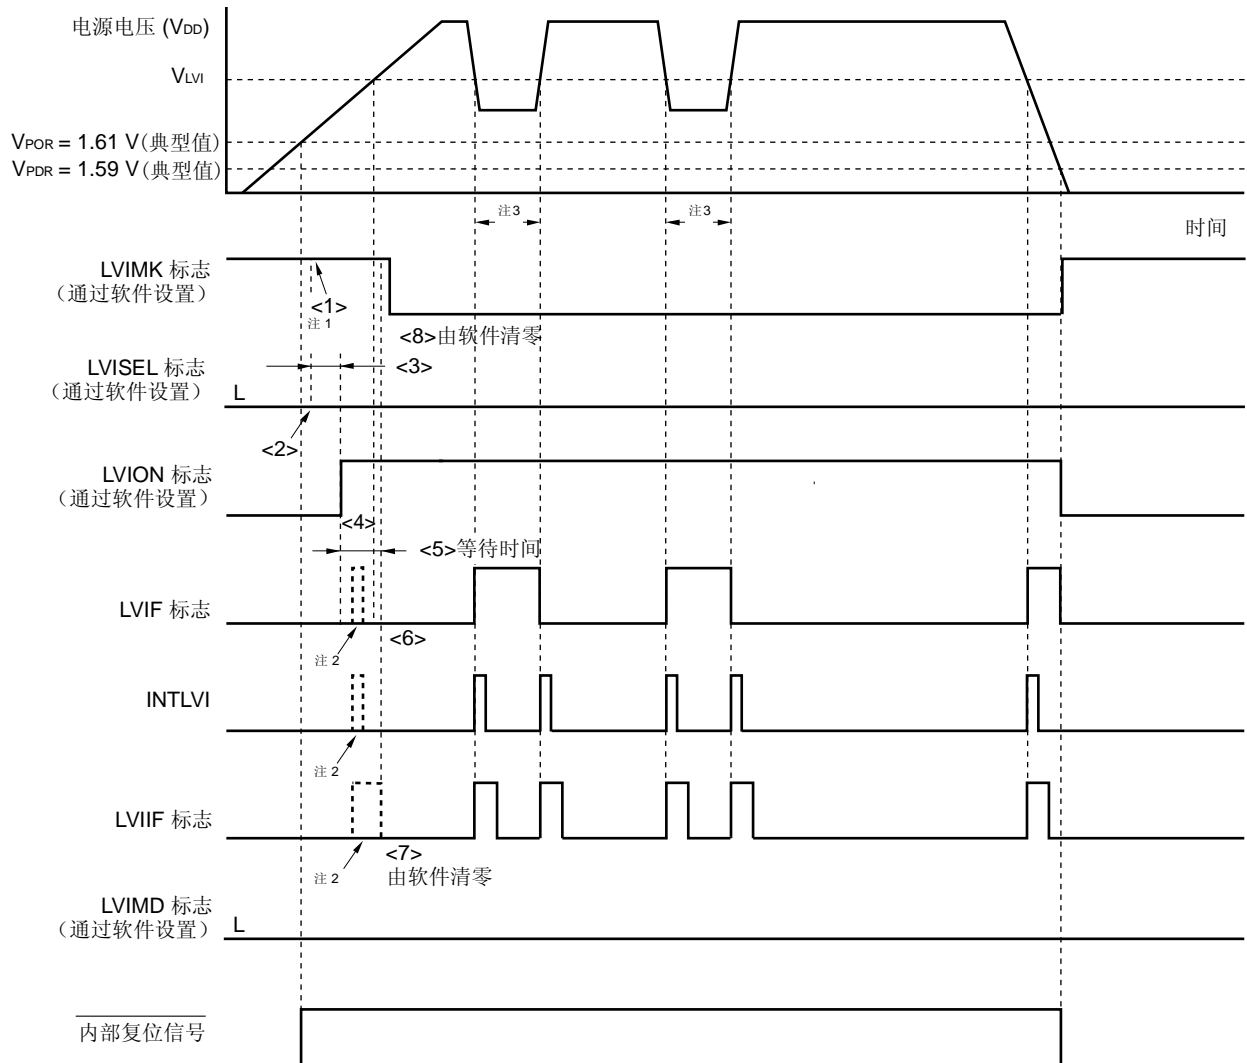 电源电压 (VDD)
VLVI
VPOR = 1.61 V(典型值)
VPDR = 1.59 V(典型值)
注3
注3
时间
LVIMK 标志
（通过软件设置）
<1>
注 1
<8>由软件清零
LVISEL 标志
（通过软件设置）
L
<3>
<2>
LVION 标志
（通过软件设置）
<4>
<5>等待时间
LVIF 标志
注 2
<6>
INTLVI
注 2
LVIIF 标志
注 2
<7>
由软件清零
LVIMD 标志
（通过软件设置）
L
内部复位信号